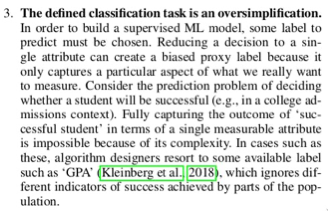 3. The defined classification task is an oversimplification.
In order to build a supervised ML model, some label to
predict must be chosen. Reducing a decision to a sin-
gle attribute can create a biased proxy label because it
only captures a particular aspect of what we really want
to measure. Consider the prediction problem of deciding
whether a student will be successful (e.g., in a college ad-
missions context). Fully capturing the outcome of ‘suc-
cessful student’ in terms of a single measurable attribute
is impossible because of its complexity. In cases such as
these, algorithm designers resort to some available label
such as ‘GPA’ (Kleinberg et al., 2018), which ignores dif-
ferent indicators of success achieved by parts of the pop-
ulation.